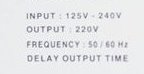 INPUT : 125V - 240V
OUTPUT : 220V
FREQUENCY : 50 / 60 Hz
DELAY OUTPUT TIME